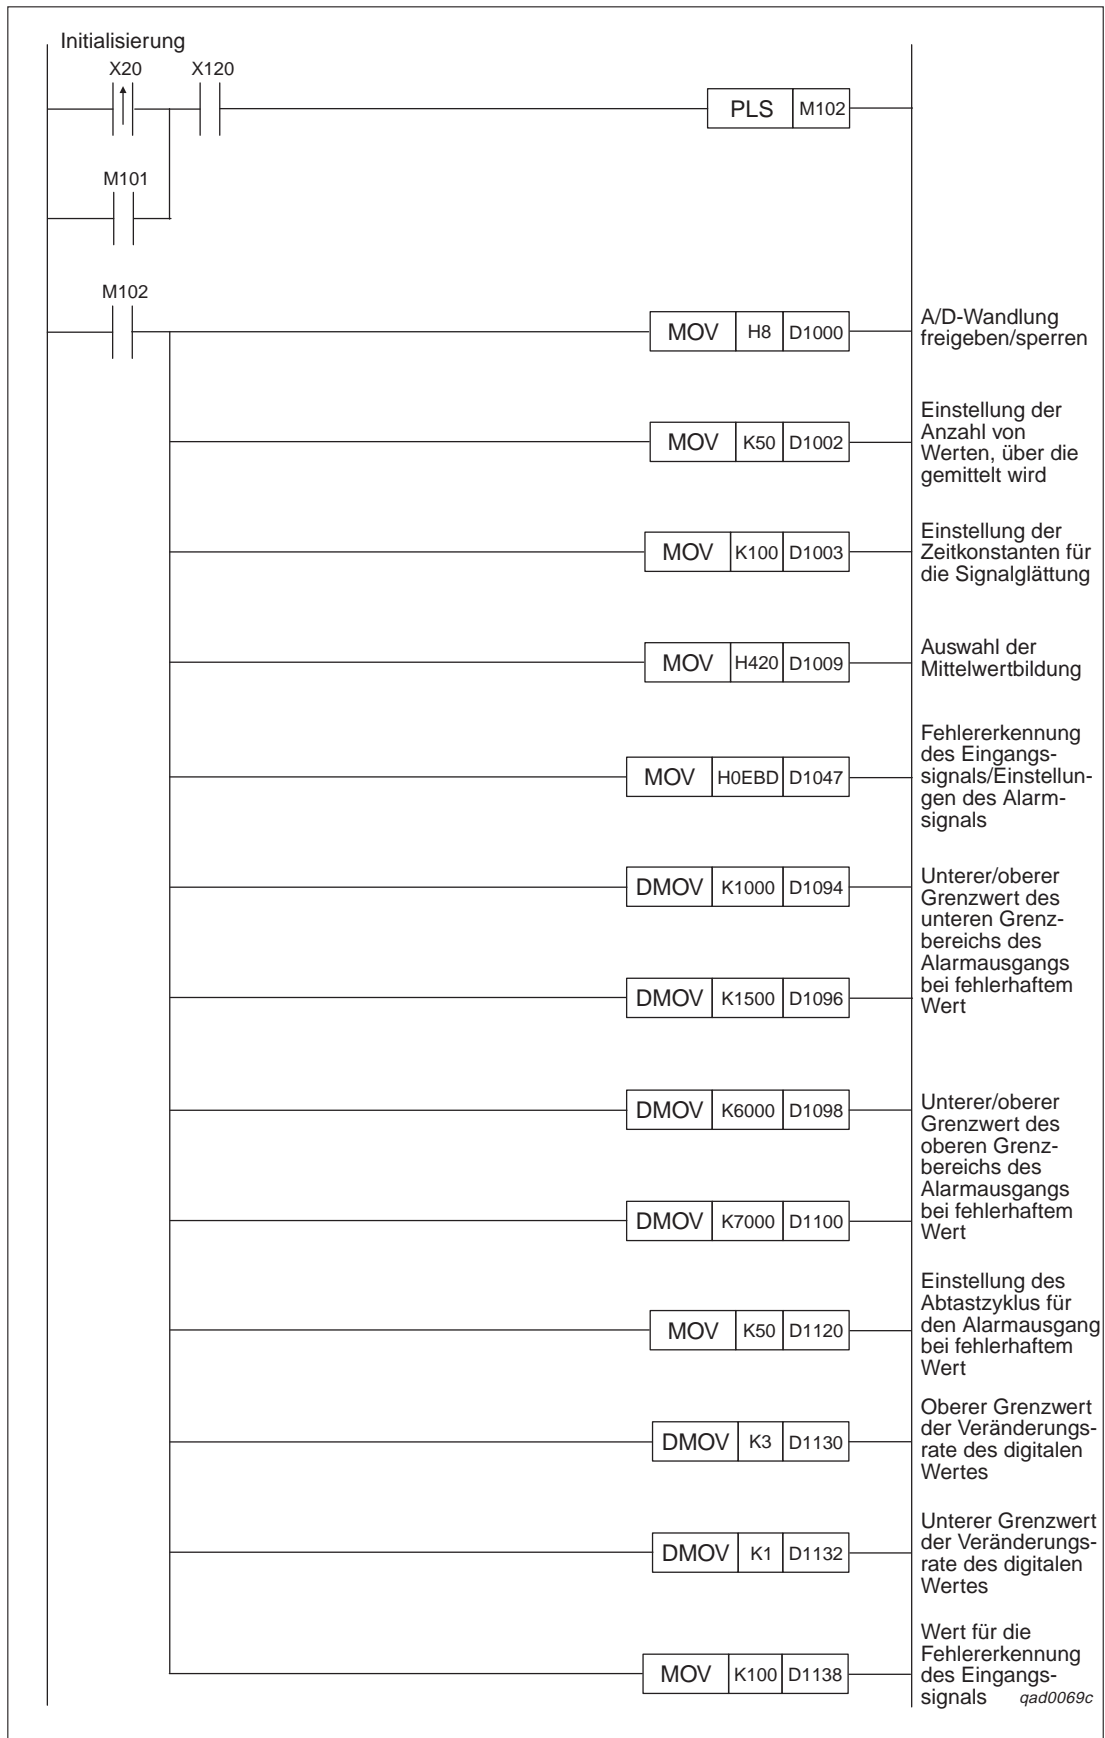 Initialisierung
X20 X120
PLS M102
M101
M102
MOV H8 D1000
A/D-Wandlung
freigeben/sperren
MOV K50 D1002
Einstellung der
Anzahl von
Werten, über die
gemittelt wird
MOV K100 D1003
Einstellung der
Zeitkonstanten für
die Signalglättung
MOV H420 D1009
Auswahl der
Mittelwertbildung
MOV H0EBD D1047
Fehlererkennung
des Eingangs-
signals/Einstellun-
gen des Alarm-
signals
DMOV K1000 D1094
Unterer/oberer
Grenzwert des
unteren Grenz-
bereichs des
Alarmausgangs
bei fehlerhaftem
Wert
DMOV K1500 D1096
DMOV K6000 D1098
Unterer/oberer
Grenzwert des
oberen Grenz-
bereichs des
Alarmausgangs
bei fehlerhaftem
Wert
DMOV K7000 D1100
MOV K50 D1120
Einstellung des
Abtastzyklus für
den Alarmausgang
bei fehlerhaftem
Wert
DMOV K3 D1130
Oberer Grenzwert
der Veränderungs-
rate des digitalen
Wertes
DMOV K1 D1132
Unterer Grenzwert
der Veränderungs-
rate des digitalen
Wertes
MOV K100 D1138
Wert für die
Fehlererkennung
des Eingangs-
signals
qad0069c